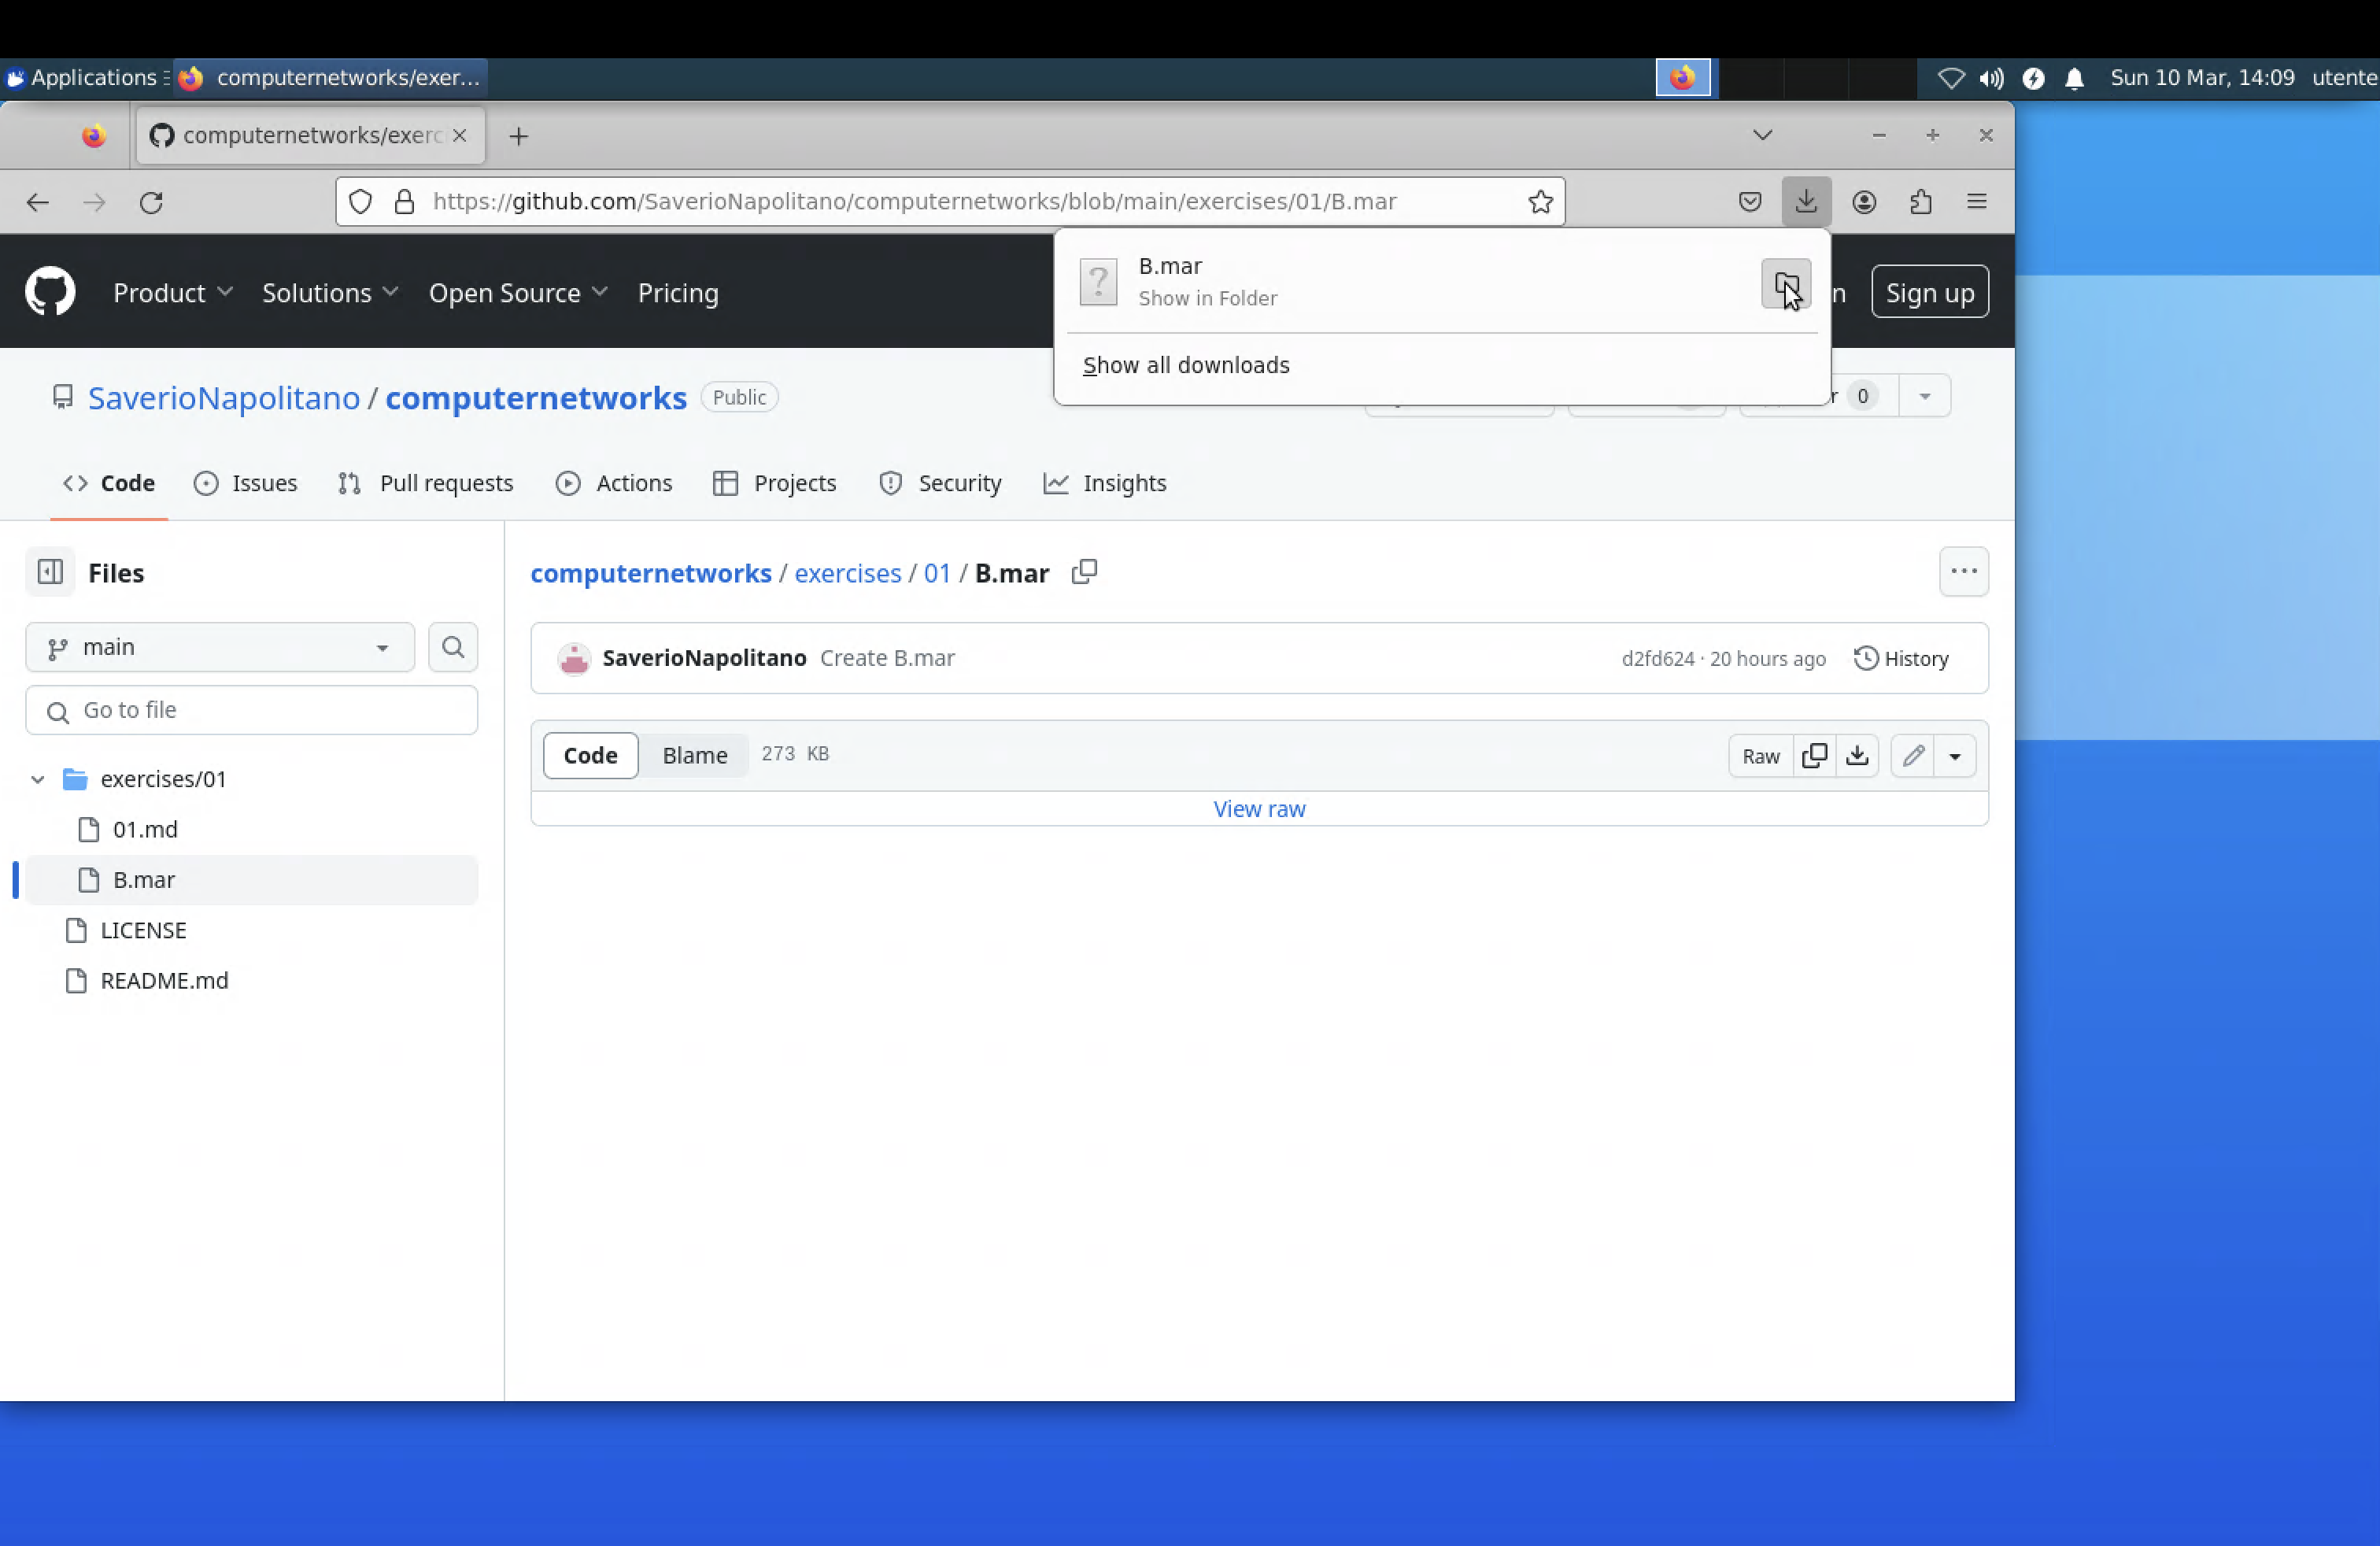 Applications
computernetworks/exer...
Sun 10 Mar, 14:09
utente
computernetworks/exerc
https://github.com/SaverioNapolitano/computernetworks/blob/main/exercises/01/B.mar
B.mar
Show in Folder
Show all downloads
Product
Solutions
Open Source
Pricing
n
Sign up
SaverioNapolitano / computernetworks
Public
r 0
Code
Issues
Pull requests
Actions
Projects
Security
Insights
Files
main
Go to file
exercises/01
01.md
B.mar
LICENSE
README.md
computernetworks / exercises / 01 / B.mar
SaverioNapolitano Create B.mar
d2fd624 · 20 hours ago
History
Code
Blame
273 KB
Raw
View raw